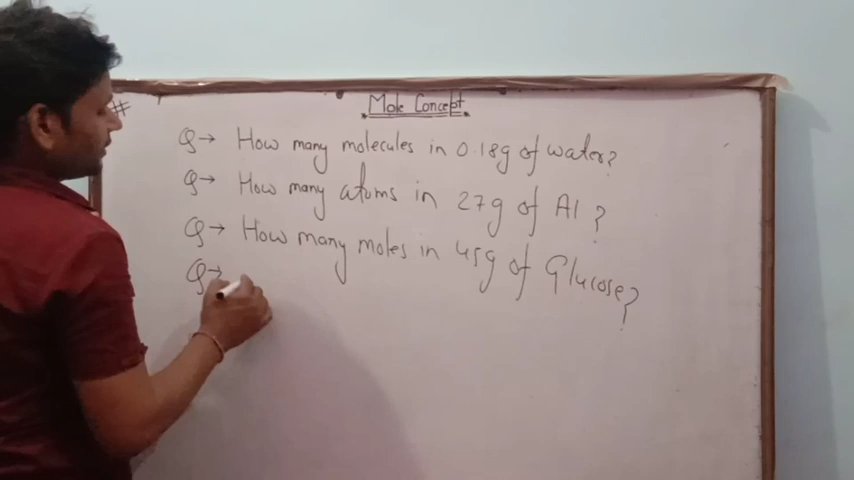 #
Mole Concept
Q→ How many molecules in 0.18g of water?
Q→ How many atoms in 27g of Al?
Q→ How many moles in 45g of Glucose?
Q→